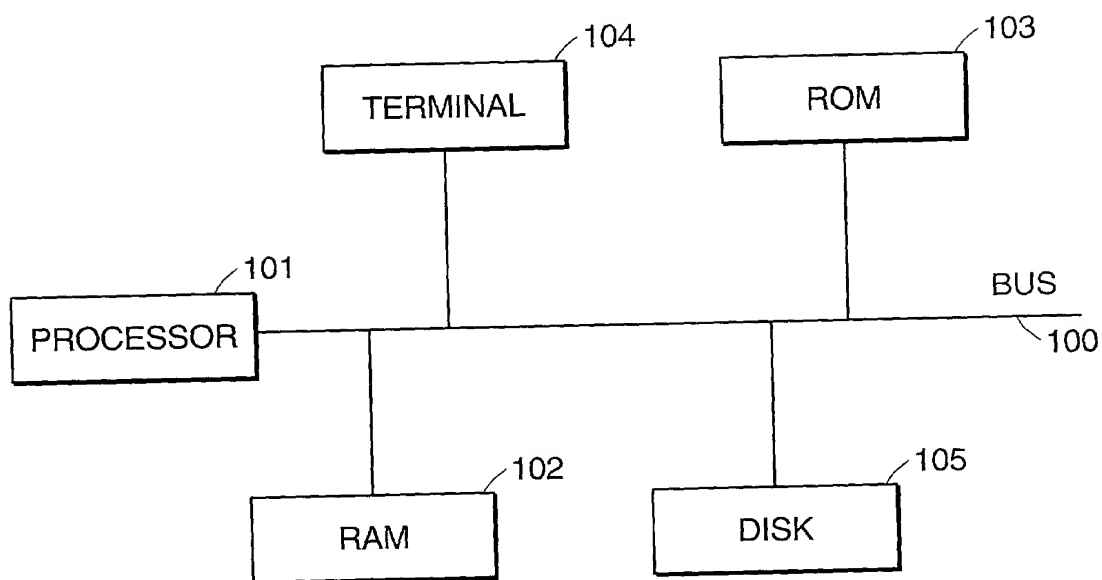 104
103
TERMINAL
ROM
101
BUS
PROCESSOR
100
102
105
RAM
DISK